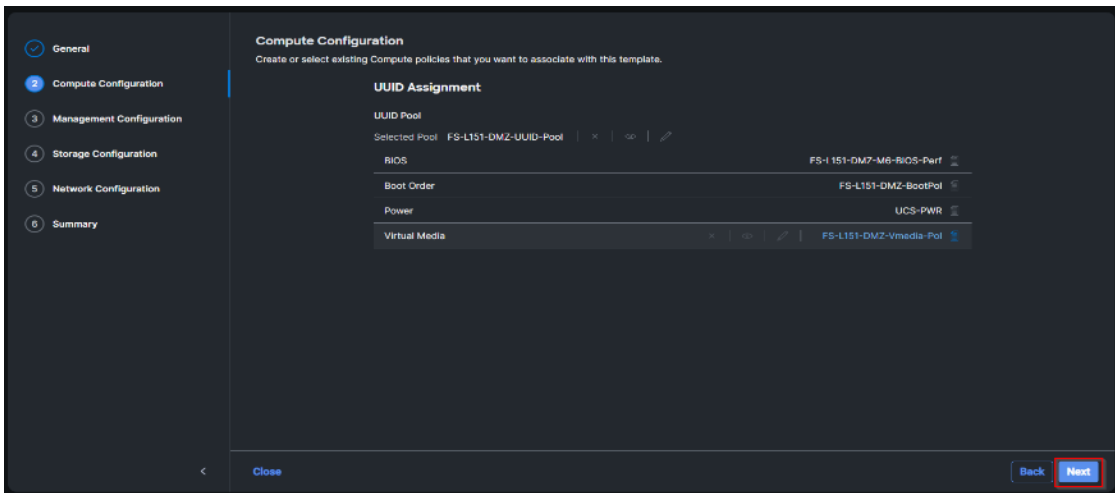 General
2 Compute Configuration
3 Management Configuration
4 Storage Configuration
5 Network Configuration
6 Summary
Compute Configuration
Create or select existing Compute policies that you want to associate with this template.
UUID Assignment
UUID Pool
Selected Pool FS-L151-DMZ-UUID-Pool
BIOS FS-L151-DMZ-M6-BIOS-Perf
Boot Order FS-L151-DMZ-BootPol
Power UCS-PWR
Virtual Media FS-L151-DMZ-Vmedia-Pol
Close Back Next